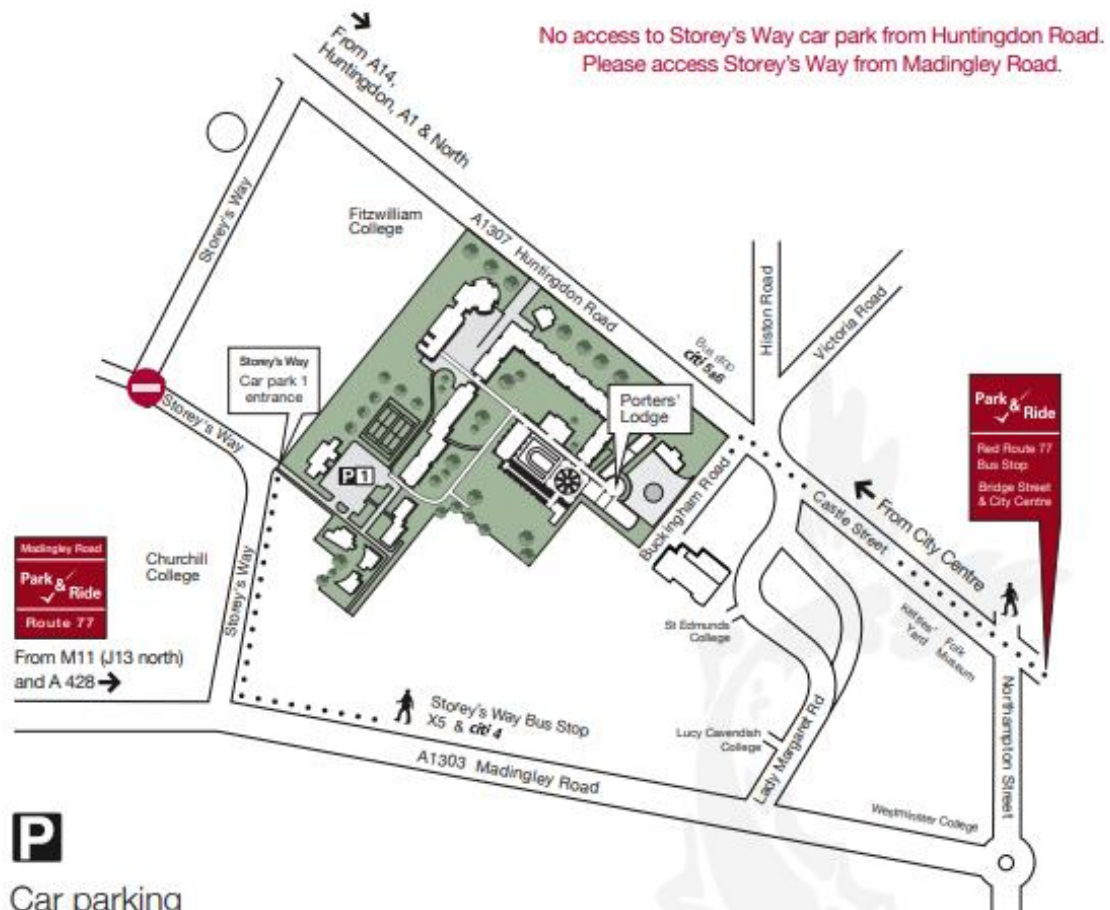 No access to Storey's Way car park from Huntingdon Road.
Please access Storey's Way from Madingley Road.
From A14,
Huntingdon, A1 & North
Storey's Way
Fitzwilliam
College
A1307 Huntingdon Road
Histon Road
Victoria Road
Bus stop
citi 5&6
Storey's Way
Car park 1
entrance
Porters'
Lodge
Park & Ride
Red Route 77
Bus Stop
Bridge Street
& City Centre
Storey's Way
P 1
Buckingham Road
Castle Street
From City Centre
Madingley Road
Park & Ride
Route 77
Churchill
College
Storey's Way
St Edmunds
College
Kettles'
Yard
Folk
Museum
From M11 (J13 north)
and A 428
Storey's Way Bus Stop
X5 & citi 4
Lucy Cavendish
College
Lady Margaret Rd
Northampton Street
A1303 Madingley Road
Westminster College
P
Car parking